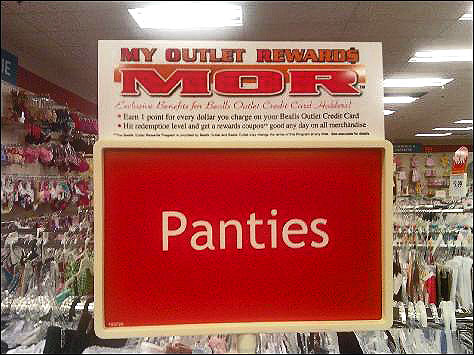 MY OUTLET REWARD$
MOR™
Exclusive Benefits for Bealls Outlet Credit Card Holders!
• Earn 1 point for every dollar you charge on your Bealls Outlet Credit Card
• Hit redemption level and get a rewards coupon** good any day on all merchandise
Panties